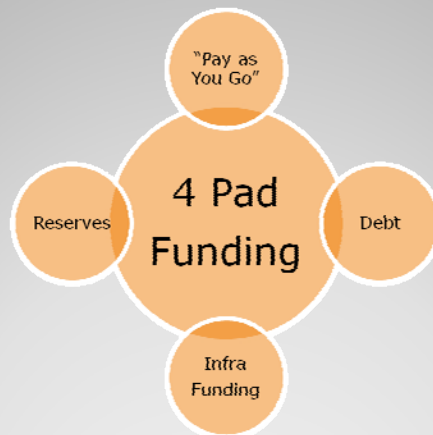 “Pay as
You Go”
4 Pad
Funding
Reserves
Debt
Infra
Funding